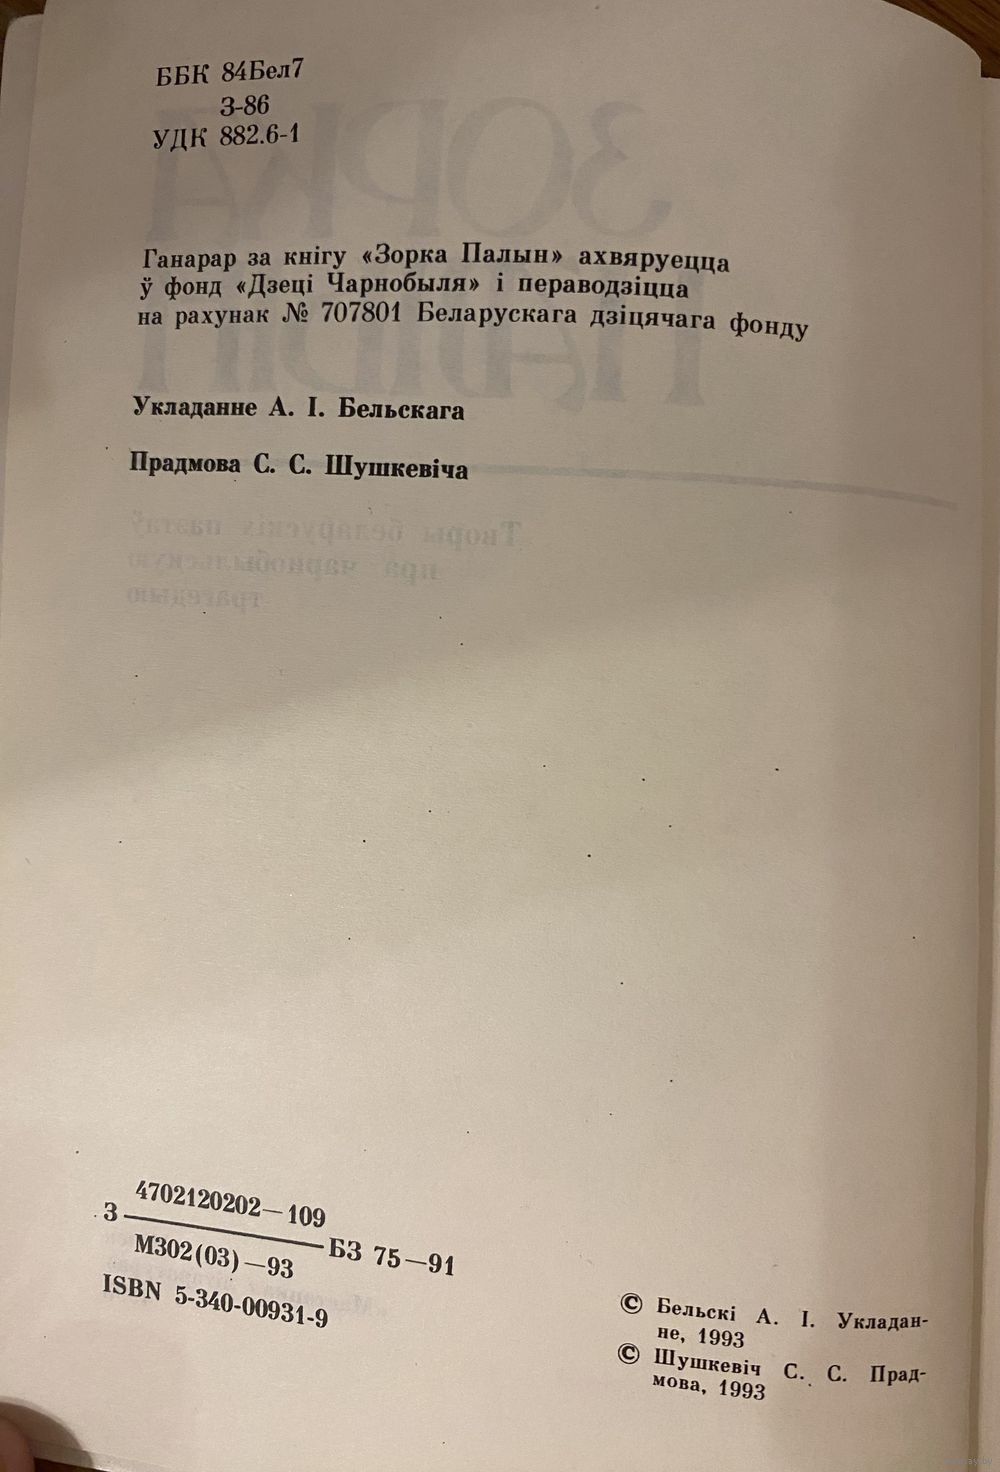 ББК 84Бел7
З-86
УДК 882.6-1
Ганарар за кнігу «Зорка Палын» ахвяруецца
ў фонд «Дзеці Чарнобыля» і пераводзіцца
на рахунак № 707801 Беларускага дзіцячага фонду
Укладанне А. І. Бельскага
Прадмова С. С. Шушкевіча
4702120202—109
З
БЗ 75—91
М302(03)—93
ISBN 5-340-00931-9
© Бельскі А. І. Укладан-
не, 1993
© Шушкевіч С. С. Прад-
мова, 1993